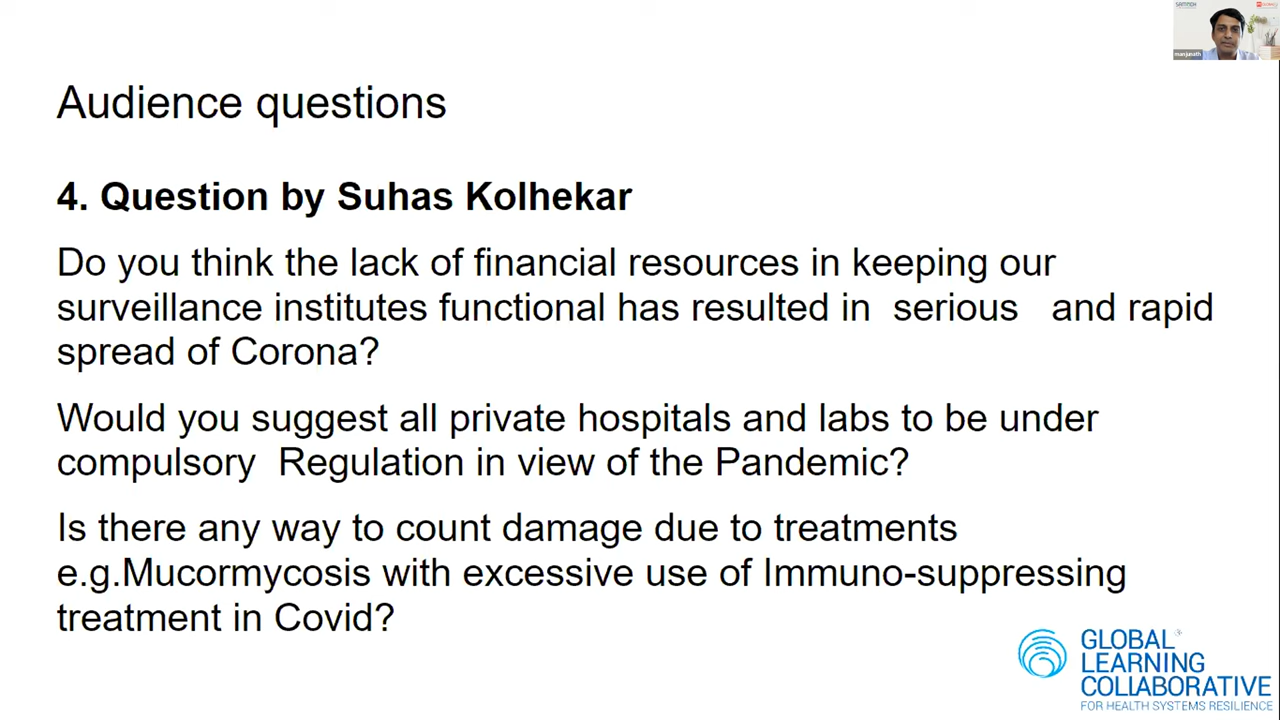 Audience questions
4. Question by Suhas Kolhekar
Do you think the lack of financial resources in keeping our
surveillance institutes functional has resulted in serious and rapid
spread of Corona?
Would you suggest all private hospitals and labs to be under
compulsory Regulation in view of the Pandemic?
Is there any way to count damage due to treatments
e.g.Mucormycosis with excessive use of Immuno-suppressing
treatment in Covid?
manjunath
GLOBAL
LEARNING
COLLABORATIVE
FOR HEALTH SYSTEMS RESILIENCE